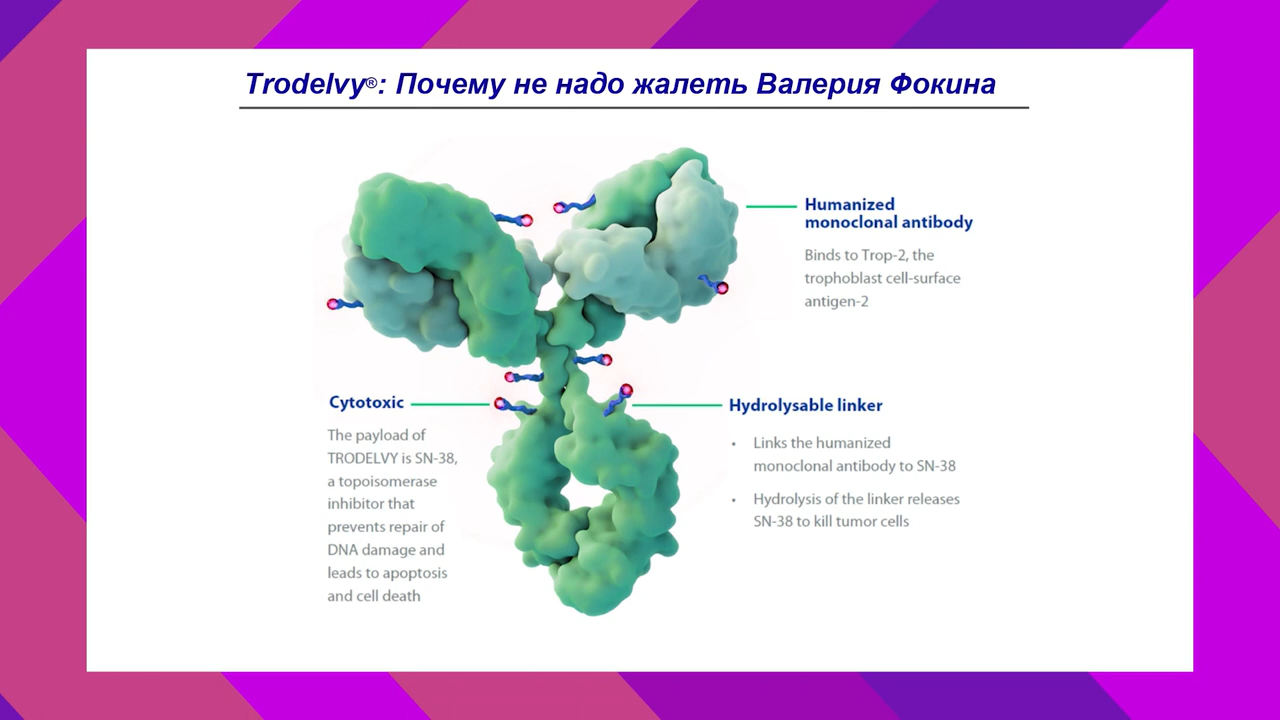 Trodelvy®: Почему не надо жалеть Валерия Фокина
Humanized
monoclonal antibody
Binds to Trop-2, the
trophoblast cell-surface
antigen-2
Cytotoxic
The payload of
TRODELVY is SN-38,
a topoisomerase
inhibitor that
prevents repair of
DNA damage and
leads to apoptosis
and cell death
Hydrolysable linker
• Links the humanized
monoclonal antibody to SN-38
• Hydrolysis of the linker releases
SN-38 to kill tumor cells